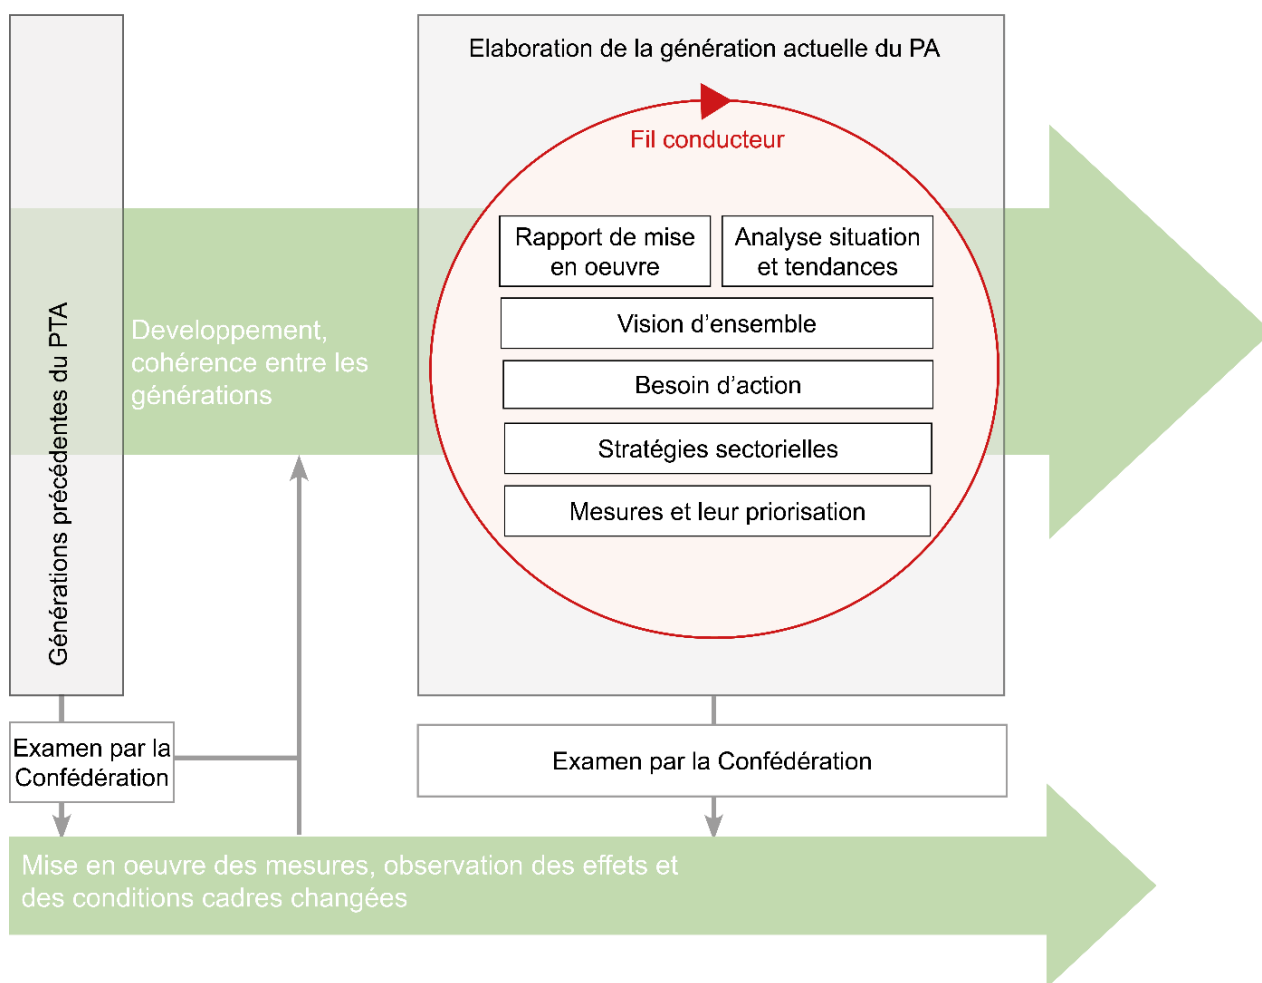 Elaboration de la génération actuelle du PA
Fil conducteur
Rapport de mise
en oeuvre
Analyse situation
et tendances
Vision d'ensemble
Besoin d'action
Stratégies sectorielles
Mesures et leur priorisation
Générations précédentes du PTA
Developpement,
cohérence entre les
générations
Examen par la
Confédération
Examen par la Confédération
Mise en oeuvre des mesures, observation des effets et
des conditions cadres changées